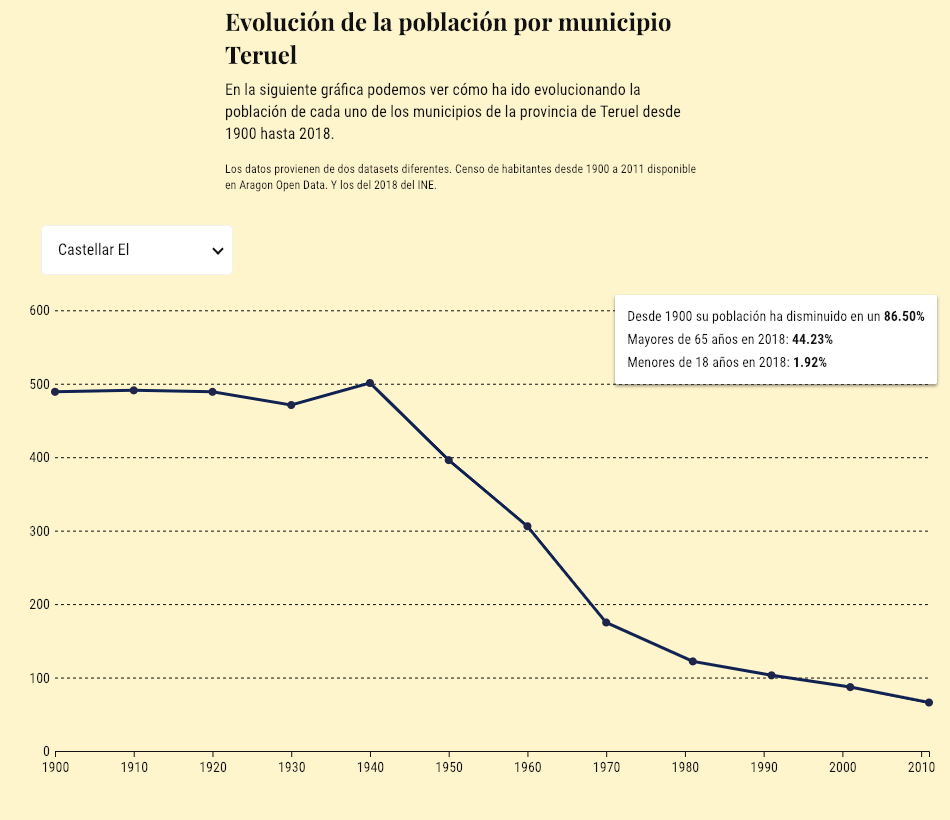 Evolución de la población por municipio
Teruel
En la siguiente gráfica podemos ver cómo ha ido evolucionando la
población de cada uno de los municipios de la provincia de Teruel desde
1900 hasta 2018.
Los datos provienen de dos datasets diferentes. Censo de habitantes desde 1900 a 2011 disponible
en Aragon Open Data. Y los del 2018 del INE.
Castellar El
Desde 1900 su población ha disminuido en un 86.50%
Mayores de 65 años en 2018: 44.23%
Menores de 18 años en 2018: 1.92%
600
500
400
300
200
100
0
1900 1910 1920 1930 1940 1950 1960 1970 1980 1990 2000 2010